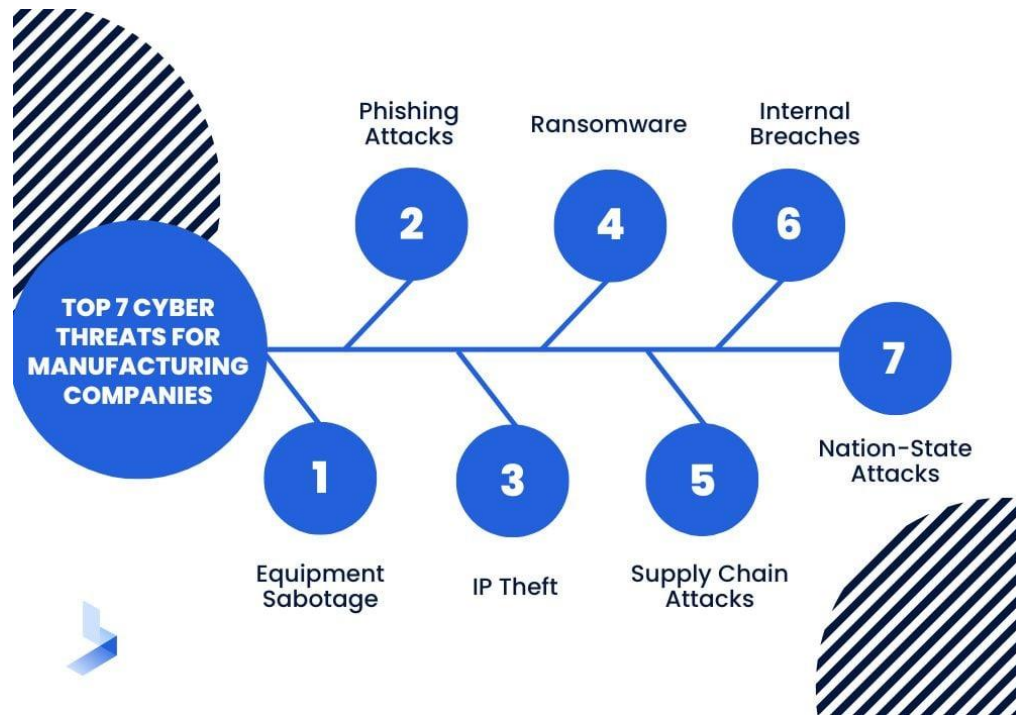 TOP 7 CYBER
THREATS FOR
MANUFACTURING
COMPANIES
1
Equipment
Sabotage
2
Phishing
Attacks
3
IP Theft
4
Ransomware
5
Supply Chain
Attacks
6
Internal
Breaches
7
Nation-State
Attacks